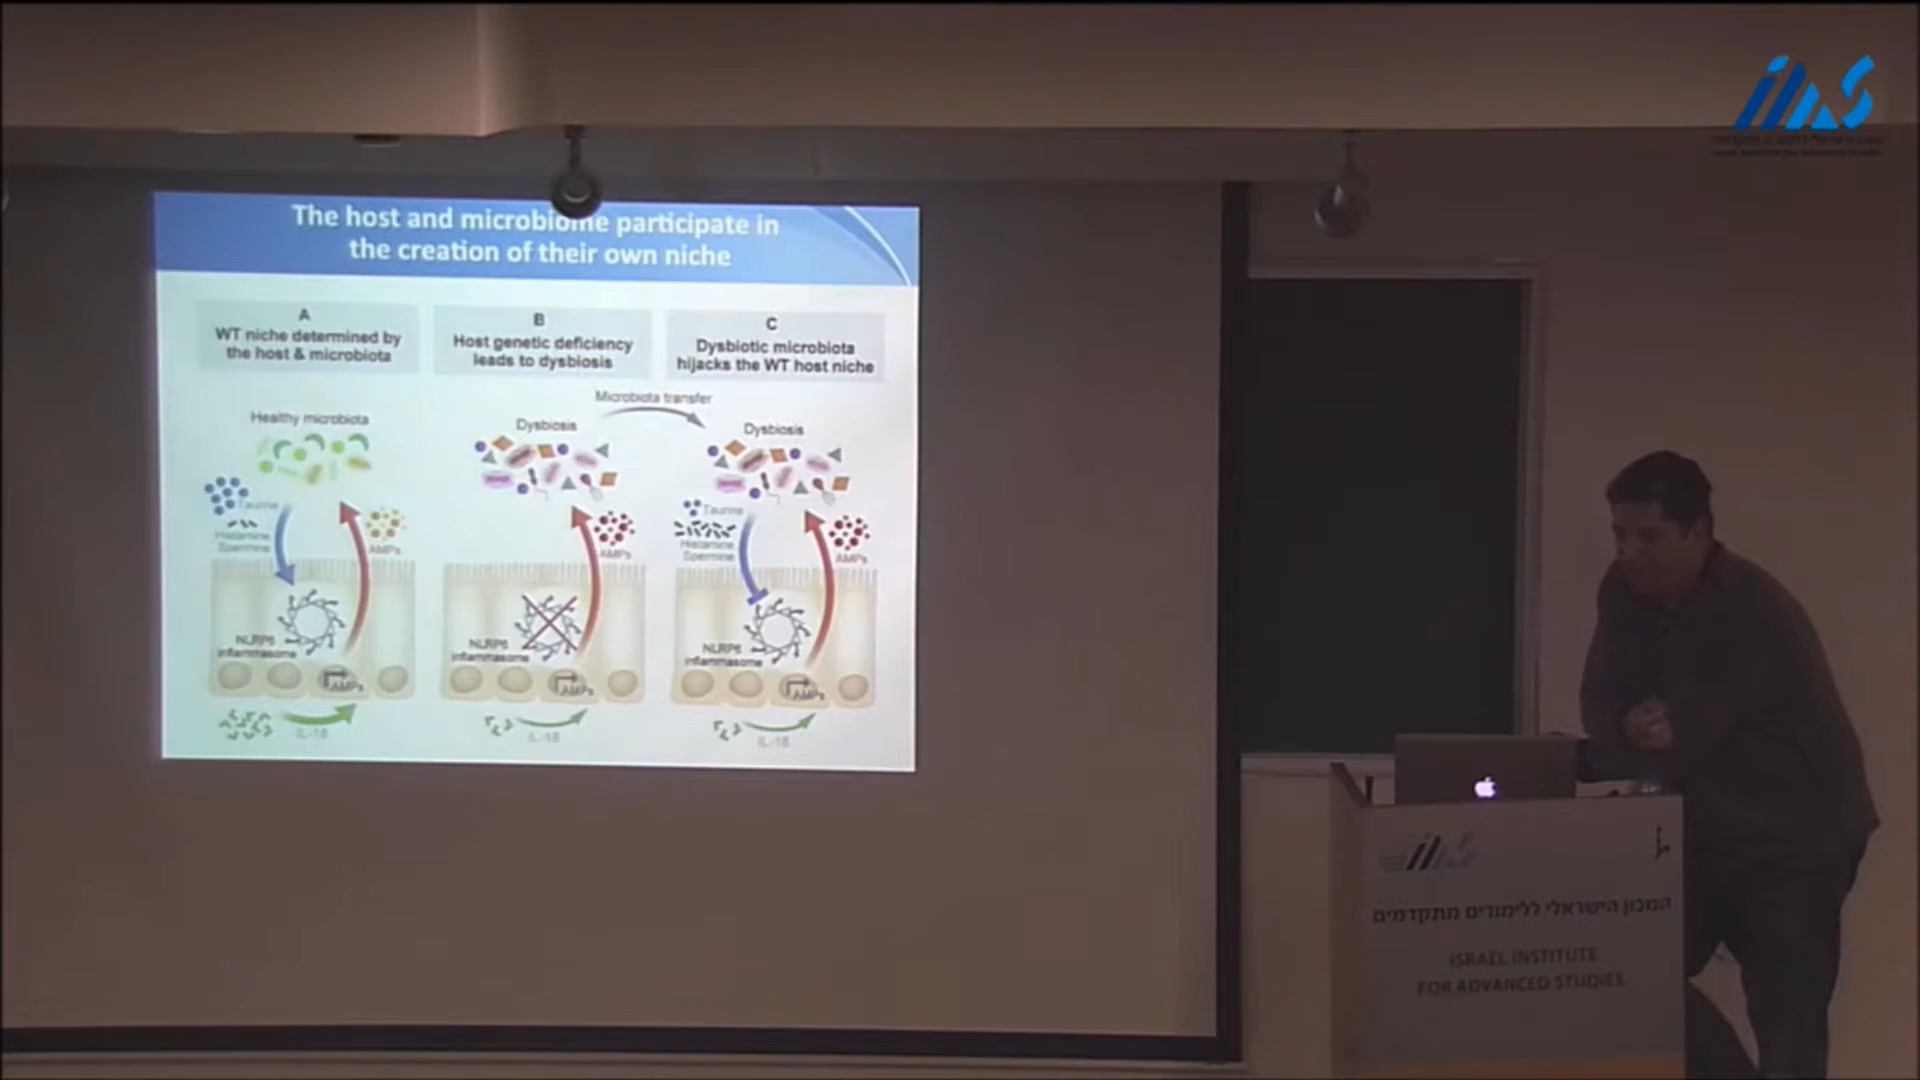 iias
The host and microbiome participate in
the creation of their own niche
A
WT niche determined by
the host & microbiota
B
Host genetic deficiency
leads to dysbiosis
C
Dysbiotic microbiota
hijacks the WT host niche
Microbiota transfer
Healthy microbiota
Dysbiosis
Dysbiosis
Taurine
Histamine
Spermine
AMPs
AMPs
Taurine
Histamine
Spermine
AMPs
NLRP6
inflammasome
AMPs
NLRP6
inflammasome
AMPs
NLRP6
inflammasome
AMPs
IL-18
IL-18
IL-18
iias
המכון הישראלי ללימודים מתקדמים
ISRAEL INSTITUTE
FOR ADVANCED STUDIES